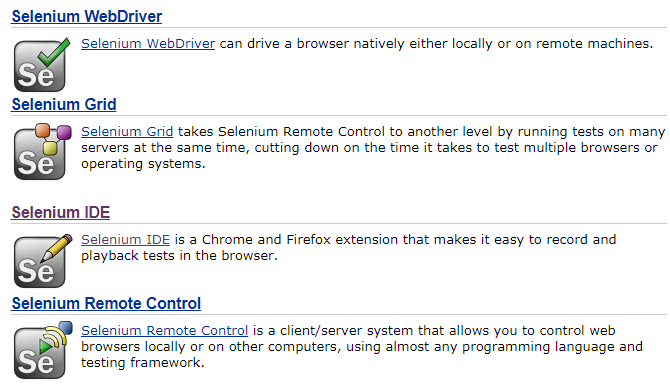 Selenium WebDriver
Se
Selenium WebDriver can drive a browser natively either locally or on remote machines.
Selenium Grid
Se
Selenium Grid takes Selenium Remote Control to another level by running tests on many
servers at the same time, cutting down on the time it takes to test multiple browsers or
operating systems.
Selenium IDE
Se
Selenium IDE is a Chrome and Firefox extension that makes it easy to record and
playback tests in the browser.
Selenium Remote Control
Se
Selenium Remote Control is a client/server system that allows you to control web
browsers locally or on other computers, using almost any programming language and
testing framework.